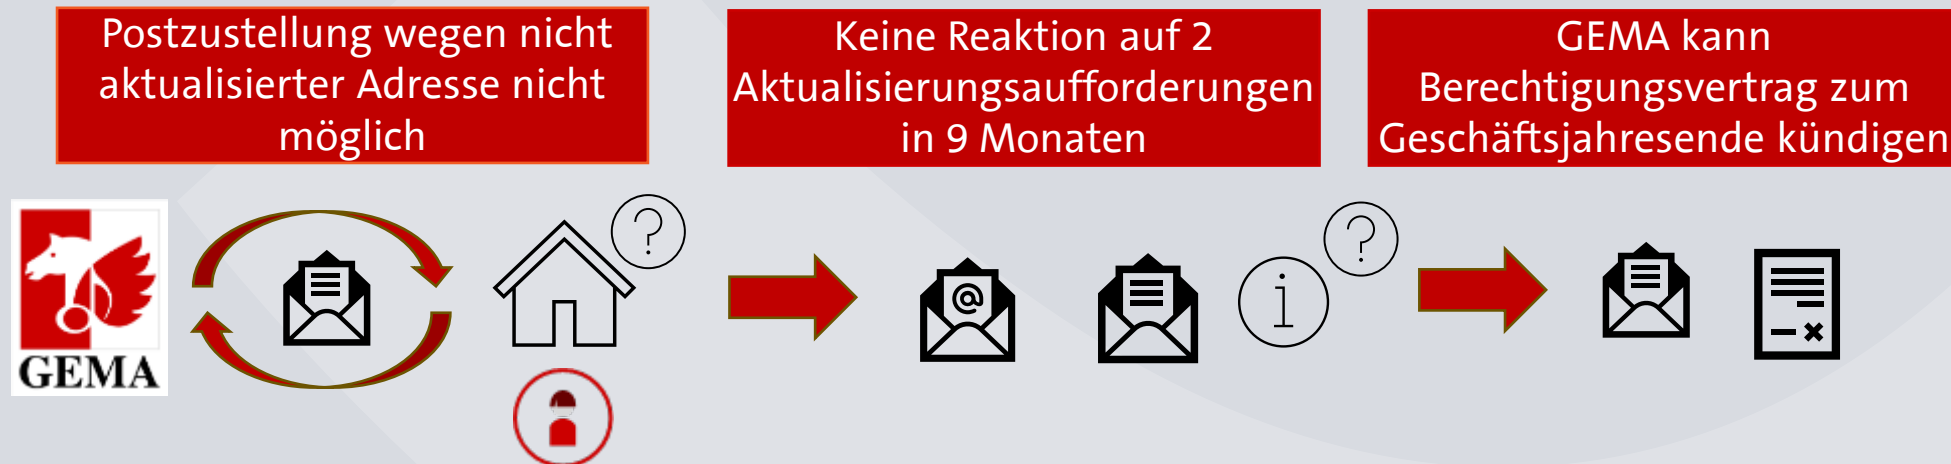 Postzustellung wegen nicht
aktualisierter Adresse nicht
möglich
Keine Reaktion auf 2
Aktualisierungsaufforderungen
in 9 Monaten
GEMA kann
Berechtigungsvertrag zum
Geschäftsjahresende kündigen
GEMA
?
@
i
?